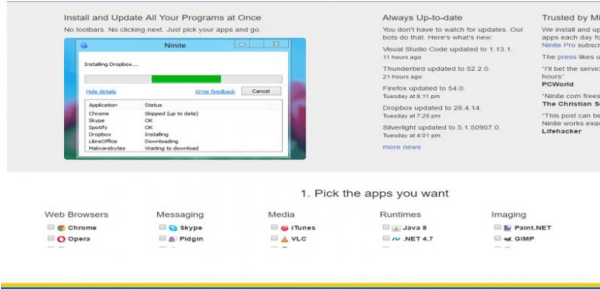 Install and Update All Your Programs at Once
No toolbars. No clicking next. Just pick your apps and go.
Ninite
Installing Dropbox...
Hide details
Write feedback
Cancel
Application Status
Chrome Skipped (up to date)
Skype OK
Spotify OK
Dropbox Installing
LibreOffice Downloading
Malwarebytes Waiting to download
Always Up-to-date
You don't have to watch for updates. Our
bots do that. Here's what's new:
Visual Studio Code updated to 1.13.1.
11 hours ago
Thunderbird updated to 52.2.0.
21 hours ago
Firefox updated to 54.0.
Tuesday at 8:11 pm
Dropbox updated to 28.4.14.
Tuesday at 7:20 pm
Silverlight updated to 5.1.50907.0.
Tuesday at 4:01 pm
more news
Trusted by Mi
We install and up
apps each day fo
Ninite Pro subscr
The press likes u
"I'll bet the servic
hours"
PCWorld
"Ninite.com frees
The Christian S
"This post can be
Ninite works exa
Lifehacker
1. Pick the apps you want
Web Browsers
Chrome
Opera
Messaging
Skype
Pidgin
Media
iTunes
VLC
Runtimes
Java 8
.NET 4.7
Imaging
Paint.NET
GIMP